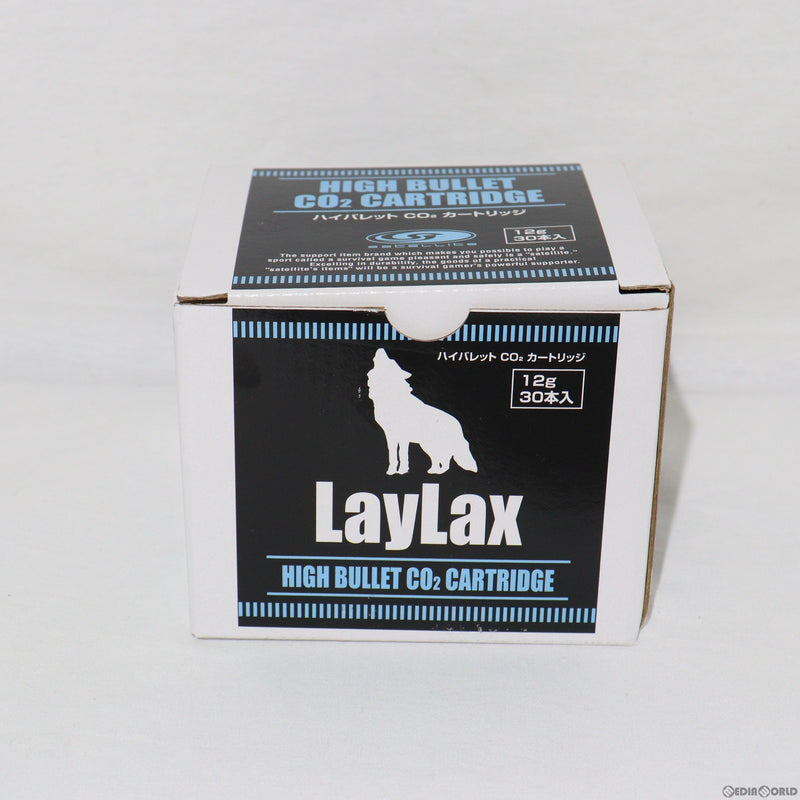 HIGH BULLET
CO₂ CARTRIDGE
ハイバレット CO₂ カートリッジ
satellite
12g
30本入
The support item brand which makes you possible to play a
sport called a survival game pleasant and safely is a "satellite."
Excelling in durability, the goods of a practical
"satellite's items" will be a survival gamer's powerful supporter.
ハイバレット CO₂ カートリッジ
12g
30本入
LayLax
HIGH BULLET CO₂ CARTRIDGE
©MEDIAWORLD